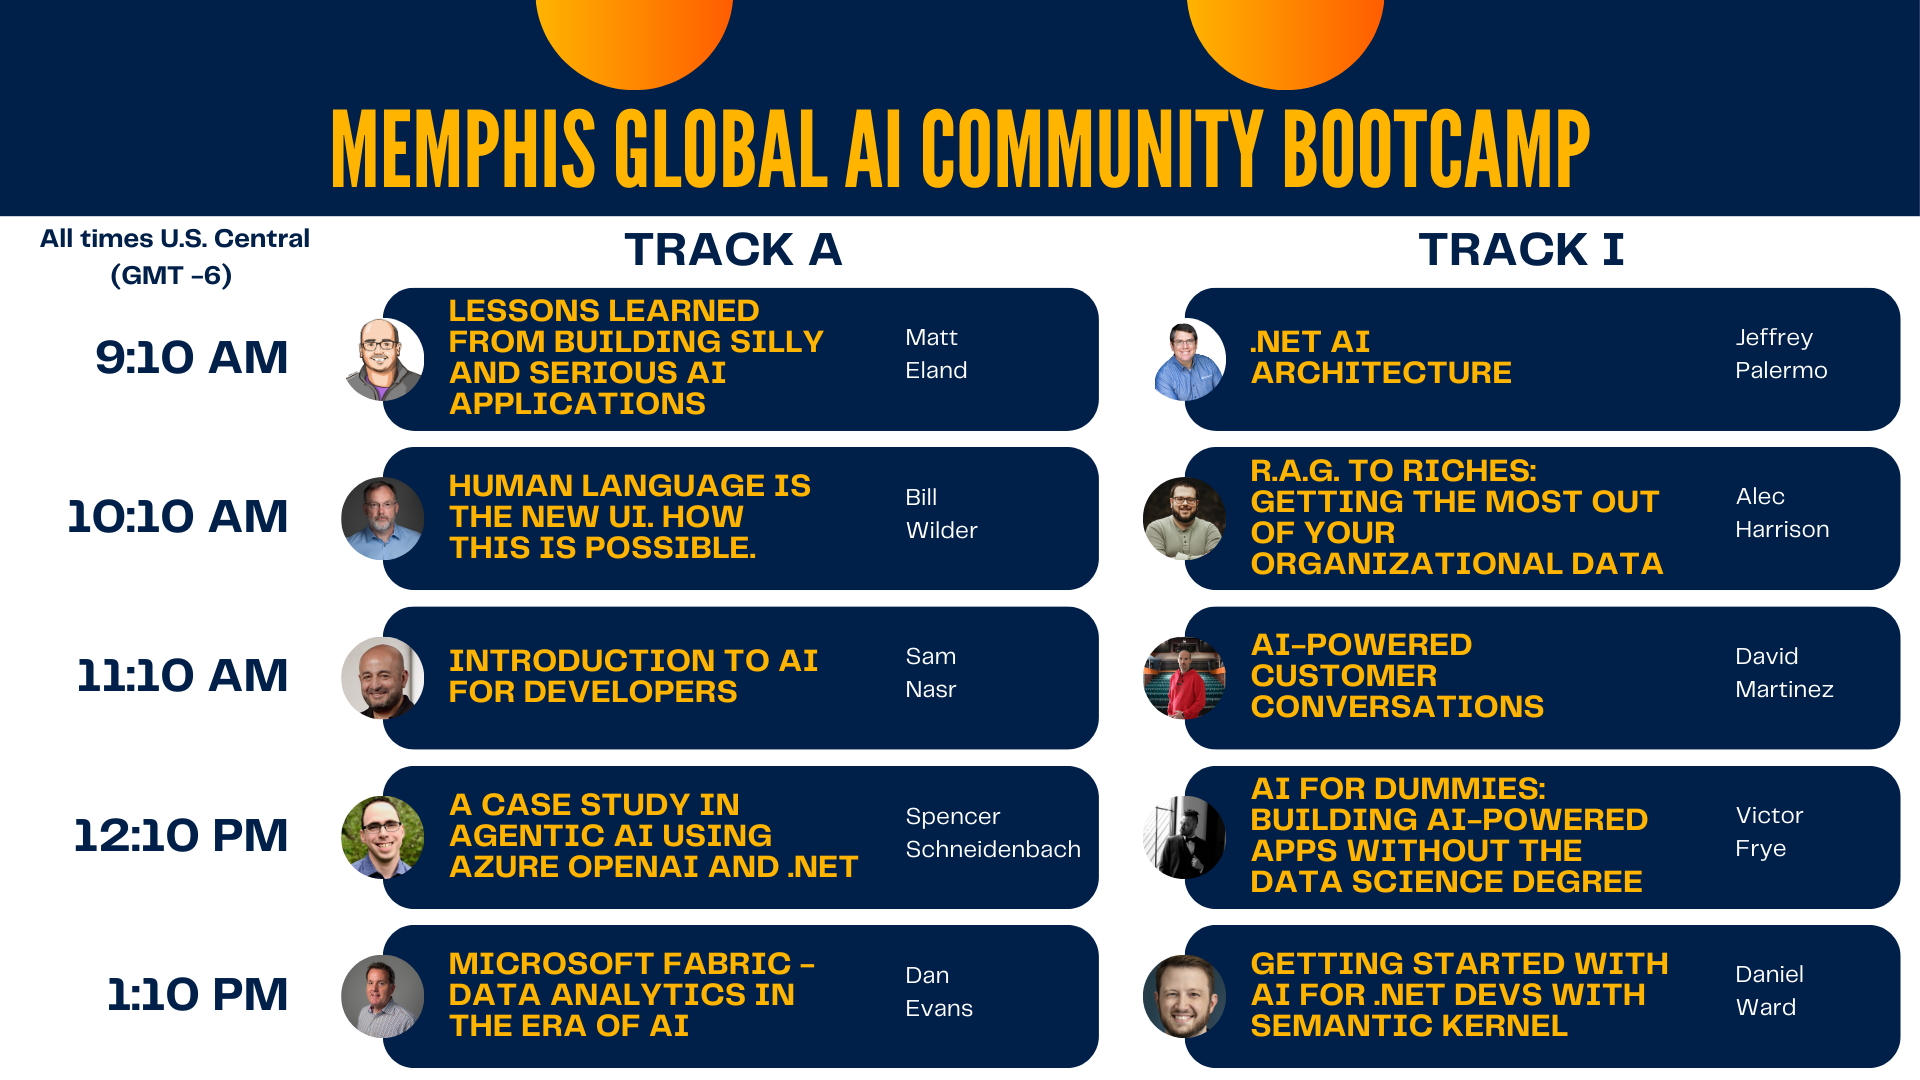 MEMPHIS GLOBAL AI COMMUNITY BOOTCAMP
All times U.S. Central
(GMT -6)
TRACK A
TRACK I
9:10 AM
LESSONS LEARNED
FROM BUILDING SILLY
AND SERIOUS AI
APPLICATIONS
Matt
Eland
.NET AI
ARCHITECTURE
Jeffrey
Palermo
10:10 AM
HUMAN LANGUAGE IS
THE NEW UI. HOW
THIS IS POSSIBLE.
Bill
Wilder
R.A.G. TO RICHES:
GETTING THE MOST OUT
OF YOUR
ORGANIZATIONAL DATA
Alec
Harrison
11:10 AM
INTRODUCTION TO AI
FOR DEVELOPERS
Sam
Nasr
AI-POWERED
CUSTOMER
CONVERSATIONS
David
Martinez
12:10 PM
A CASE STUDY IN
AGENTIC AI USING
AZURE OPENAI AND .NET
Spencer
Schneidenbach
AI FOR DUMMIES:
BUILDING AI-POWERED
APPS WITHOUT THE
DATA SCIENCE DEGREE
Victor
Frye
1:10 PM
MICROSOFT FABRIC -
DATA ANALYTICS IN
THE ERA OF AI
Dan
Evans
GETTING STARTED WITH
AI FOR .NET DEVS WITH
SEMANTIC KERNEL
Daniel
Ward